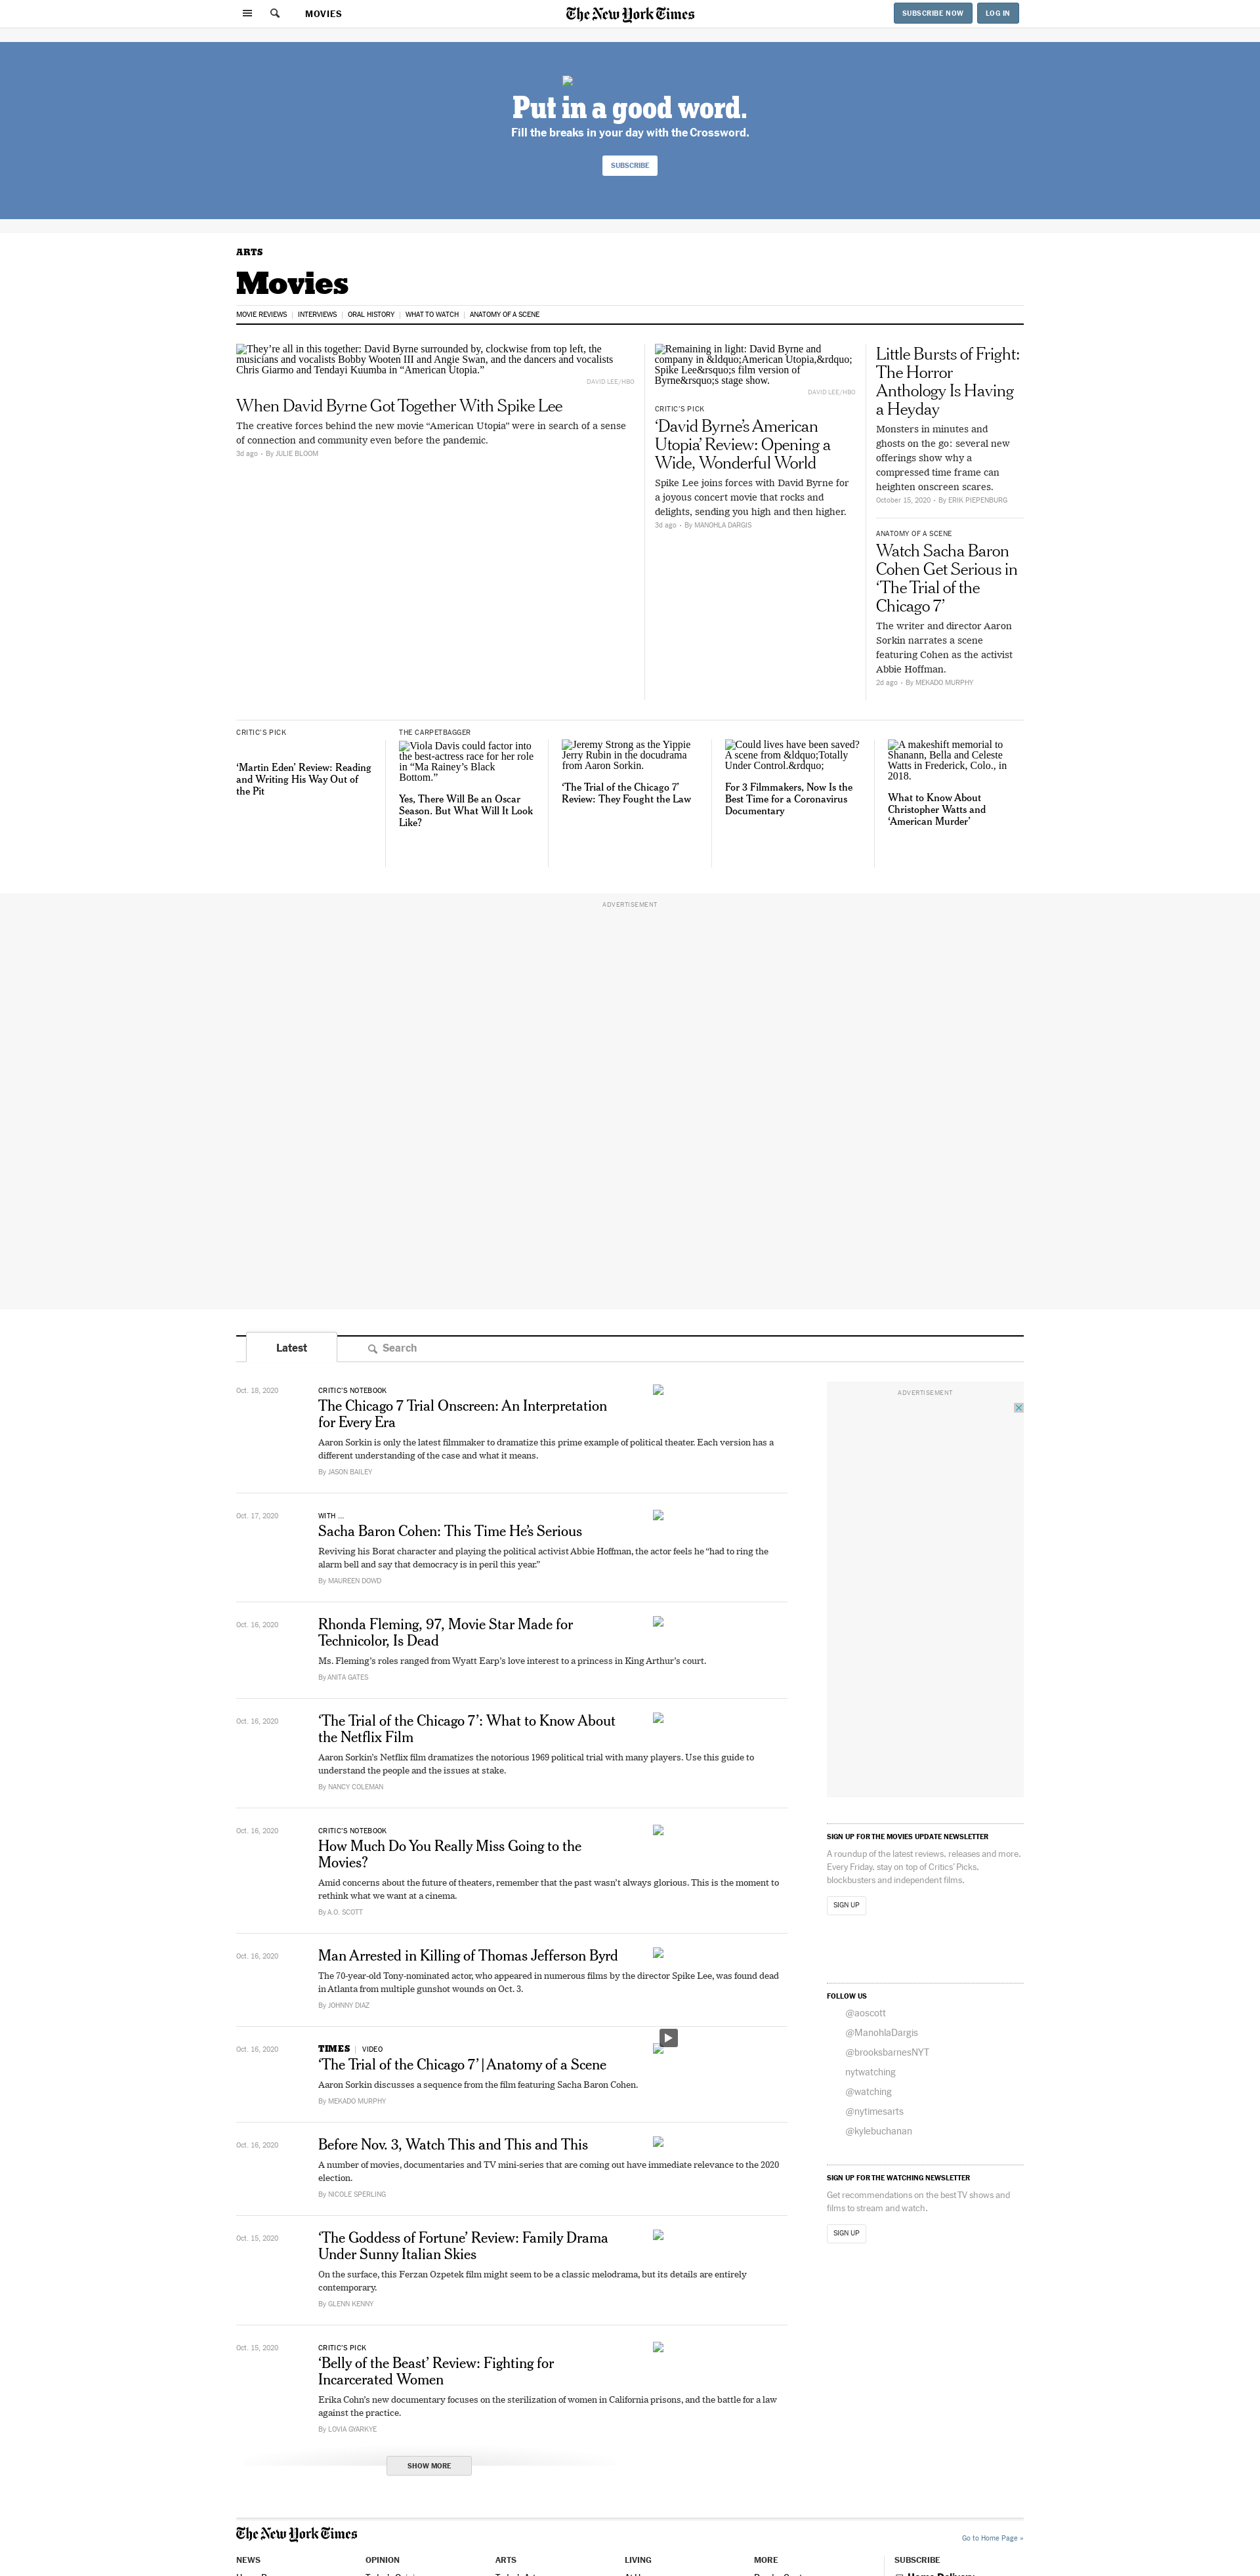 MOVIES
The New York Times
SUBSCRIBE NOW
LOG IN
Put in a good word.
Fill the breaks in your day with the Crossword.
SUBSCRIBE
ARTS
Movies
MOVIE REVIEWS | INTERVIEWS | ORAL HISTORY | WHAT TO WATCH | ANATOMY OF A SCENE
They’re all in this together: David Byrne surrounded by, clockwise from top left, the
musicians and vocalists Bobby Wooten III and Angie Swan, and the dancers and vocalists
Chris Giarmo and Tendayi Kuumba in “American Utopia.”
DAVID LEE/HBO
When David Byrne Got Together With Spike Lee
The creative forces behind the new movie “American Utopia” were in search of a sense
of connection and community even before the pandemic.
3d ago • By JULIE BLOOM
Remaining in light: David Byrne and
company in &ldquo;American Utopia,&rdquo;
Spike Lee&rsquo;s film version of
Byrne&rsquo;s stage show.
DAVID LEE/HBO
CRITIC’S PICK
‘David Byrne’s American
Utopia’ Review: Opening a
Wide, Wonderful World
Spike Lee joins forces with David Byrne for
a joyous concert movie that rocks and
delights, sending you high and then higher.
3d ago • By MANOHLA DARGIS
Little Bursts of Fright:
The Horror
Anthology Is Having
a Heyday
Monsters in minutes and
ghosts on the go: several new
offerings show why a
compressed time frame can
heighten onscreen scares.
October 15, 2020 • By ERIK PIEPENBURG
ANATOMY OF A SCENE
Watch Sacha Baron
Cohen Get Serious in
‘The Trial of the
Chicago 7’
The writer and director Aaron
Sorkin narrates a scene
featuring Cohen as the activist
Abbie Hoffman.
2d ago • By MEKADO MURPHY
CRITIC’S PICK
‘Martin Eden’ Review: Reading
and Writing His Way Out of
the Pit
THE CARPETBAGGER
Viola Davis could factor into
the best-actress race for her role
in “Ma Rainey’s Black
Bottom.”
Yes, There Will Be an Oscar
Season. But What Will It Look
Like?
Jeremy Strong as the Yippie
Jerry Rubin in the docudrama
from Aaron Sorkin.
‘The Trial of the Chicago 7’
Review: They Fought the Law
Could lives have been saved?
A scene from &ldquo;Totally
Under Control.&rdquo;
For 3 Filmmakers, Now Is the
Best Time for a Coronavirus
Documentary
A makeshift memorial to
Shanann, Bella and Celeste
Watts in Frederick, Colo., in
2018.
What to Know About
Christopher Watts and
‘American Murder’
ADVERTISEMENT
Latest
Search
Oct. 18, 2020
CRITIC’S NOTEBOOK
The Chicago 7 Trial Onscreen: An Interpretation
for Every Era
Aaron Sorkin is only the latest filmmaker to dramatize this prime example of political theater. Each version has a
different understanding of the case and what it means.
By JASON BAILEY
Oct. 17, 2020
WITH ...
Sacha Baron Cohen: This Time He’s Serious
Reviving his Borat character and playing the political activist Abbie Hoffman, the actor feels he “had to ring the
alarm bell and say that democracy is in peril this year.”
By MAUREEN DOWD
Oct. 16, 2020
Rhonda Fleming, 97, Movie Star Made for
Technicolor, Is Dead
Ms. Fleming’s roles ranged from Wyatt Earp’s love interest to a princess in King Arthur’s court.
By ANITA GATES
Oct. 16, 2020
‘The Trial of the Chicago 7’: What to Know About
the Netflix Film
Aaron Sorkin’s Netflix film dramatizes the notorious 1969 political trial with many players. Use this guide to
understand the people and the issues at stake.
By NANCY COLEMAN
Oct. 16, 2020
CRITIC’S NOTEBOOK
How Much Do You Really Miss Going to the
Movies?
Amid concerns about the future of theaters, remember that the past wasn’t always glorious. This is the moment to
rethink what we want at a cinema.
By A.O. SCOTT
Oct. 16, 2020
Man Arrested in Killing of Thomas Jefferson Byrd
The 70-year-old Tony-nominated actor, who appeared in numerous films by the director Spike Lee, was found dead
in Atlanta from multiple gunshot wounds on Oct. 3.
By JOHNNY DIAZ
Oct. 16, 2020
TIMES | VIDEO
‘The Trial of the Chicago 7’ | Anatomy of a Scene
Aaron Sorkin discusses a sequence from the film featuring Sacha Baron Cohen.
By MEKADO MURPHY
Oct. 16, 2020
Before Nov. 3, Watch This and This and This
A number of movies, documentaries and TV mini-series that are coming out have immediate relevance to the 2020
election.
By NICOLE SPERLING
Oct. 15, 2020
‘The Goddess of Fortune’ Review: Family Drama
Under Sunny Italian Skies
On the surface, this Ferzan Ozpetek film might seem to be a classic melodrama, but its details are entirely
contemporary.
By GLENN KENNY
Oct. 15, 2020
CRITIC’S PICK
‘Belly of the Beast’ Review: Fighting for
Incarcerated Women
Erika Cohn’s new documentary focuses on the sterilization of women in California prisons, and the battle for a law
against the practice.
By LOVIA GYARKYE
SHOW MORE
ADVERTISEMENT
SIGN UP FOR THE MOVIES UPDATE NEWSLETTER
A roundup of the latest reviews, releases and more.
Every Friday, stay on top of Critics’ Picks,
blockbusters and independent films.
SIGN UP
FOLLOW US
@aoscott
@ManohlaDargis
@brooksbarnesNYT
nytwatching
@watching
@nytimesarts
@kylebuchanan
SIGN UP FOR THE WATCHING NEWSLETTER
Get recommendations on the best TV shows and
films to stream and watch.
SIGN UP
The New York Times
Go to Home Page »
NEWS
OPINION
ARTS
LIVING
MORE
SUBSCRIBE